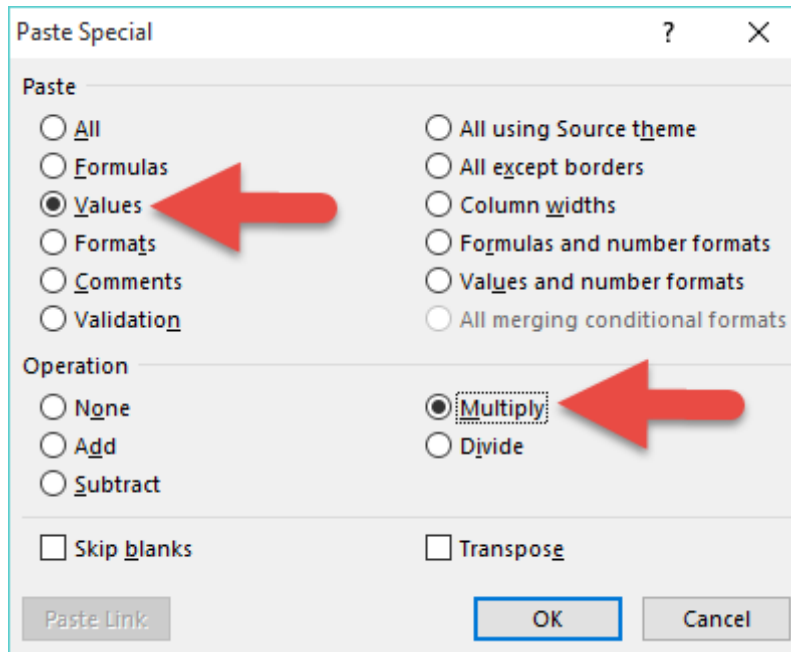 Paste Special ?
Paste
All
Formulas
Values
Formats
Comments
Validation
All using Source theme
All except borders
Column widths
Formulas and number formats
Values and number formats
All merging conditional formats
Operation
None
Add
Subtract
Multiply
Divide
Skip blanks
Transpose
Paste Link
OK
Cancel